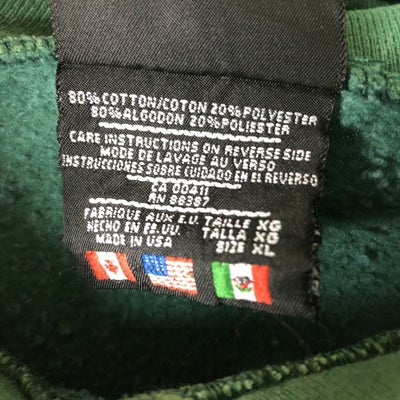 80% COTTON/COTON 20% POLYESTER
80% ALGODON 20% POLIESTER
CARE INSTRUCTIONS ON REVERSE SIDE
MODE DE LAVAGE AU VERSO
INSTRUCCIONES SOBRE CUIDADO EN EL REVERSO
CA 00411
RN 88387
FABRIQUE AUX E.U. TAILLE XG
HECHO EN EE.UU. TALLA XG
MADE IN USA SIZE XL